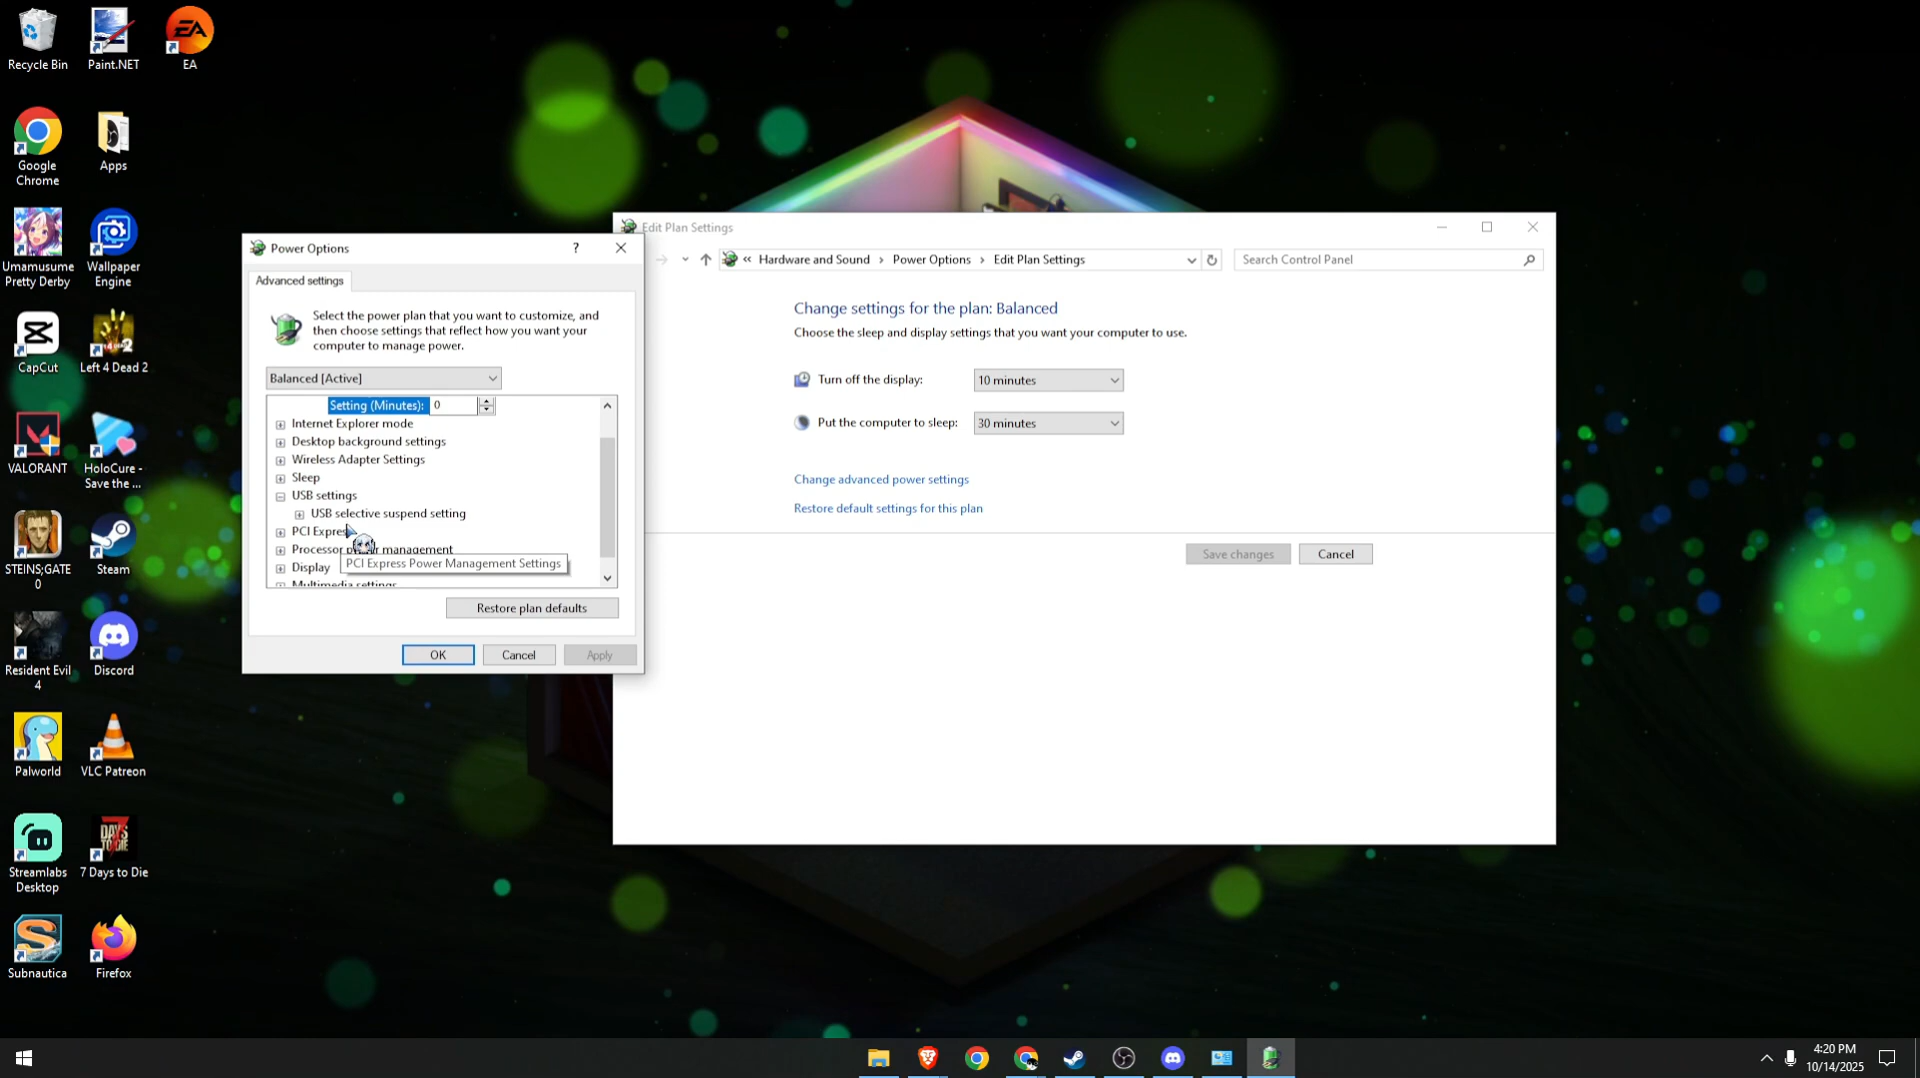 Recycle Bin
Paint.NET
EA
Google
Chrome
Apps
Umamusume
Pretty Derby
Wallpaper
Engine
CapCut
Left 4 Dead 2
VALORANT
HoloCure -
Save the ...
STEINS;GATE
0
Steam
Resident Evil
4
Discord
Palworld
VLC Patreon
Streamlabs
Desktop
7 Days to Die
Subnautica
Firefox
Power Options
?
Advanced settings
Select the power plan that you want to customize, and
then choose settings that reflect how you want your
computer to manage power.
Balanced [Active]
Setting (Minutes): 0
Internet Explorer mode
Desktop background settings
Wireless Adapter Settings
Sleep
USB settings
USB selective suspend setting
PCI Express
Processor power management
PCI Express Power Management Settings
Display
Multimedia settings
Restore plan defaults
OK
Cancel
Apply
Edit Plan Settings
« Hardware and Sound › Power Options › Edit Plan Settings
Search Control Panel
Change settings for the plan: Balanced
Choose the sleep and display settings that you want your computer to use.
Turn off the display: 10 minutes
Put the computer to sleep: 30 minutes
Change advanced power settings
Restore default settings for this plan
Save changes
Cancel
4:20 PM
10/14/2025